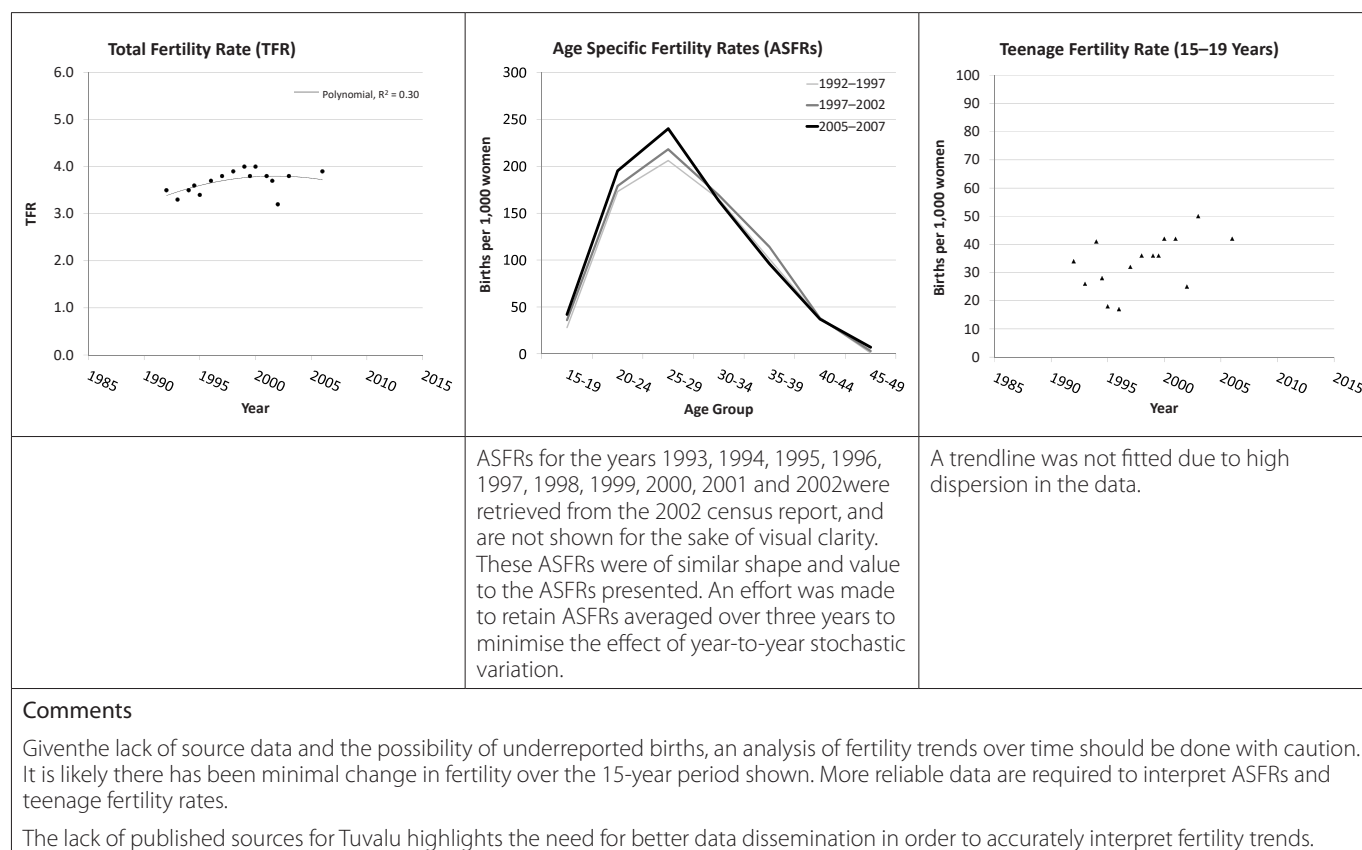 Total Fertility Rate (TFR)
6.0
5.0
4.0
3.0
2.0
1.0
0.0
TFR
Polynomial, R² = 0.30
1985
1990
1995
2000
2005
2010
2015
Year
Age Specific Fertility Rates (ASFRs)
300
250
200
150
100
50
0
Births per 1,000 women
1992–1997
1997–2002
2005–2007
15-19
20-24
25-29
30-34
35-39
40-44
45-49
Age Group
Teenage Fertility Rate (15–19 Years)
100
90
80
70
60
50
40
30
20
10
0
Births per 1,000 women
1985
1990
1995
2000
2005
2010
2015
Year
ASFRs for the years 1993, 1994, 1995, 1996,
1997, 1998, 1999, 2000, 2001 and 2002were
retrieved from the 2002 census report, and
are not shown for the sake of visual clarity.
These ASFRs were of similar shape and value
to the ASFRs presented. An effort was made
to retain ASFRs averaged over three years to
minimise the effect of year-to-year stochastic
variation.
A trendline was not fitted due to high
dispersion in the data.
Comments
Giventhe lack of source data and the possibility of underreported births, an analysis of fertility trends over time should be done with caution.
It is likely there has been minimal change in fertility over the 15-year period shown. More reliable data are required to interpret ASFRs and
teenage fertility rates.
The lack of published sources for Tuvalu highlights the need for better data dissemination in order to accurately interpret fertility trends.